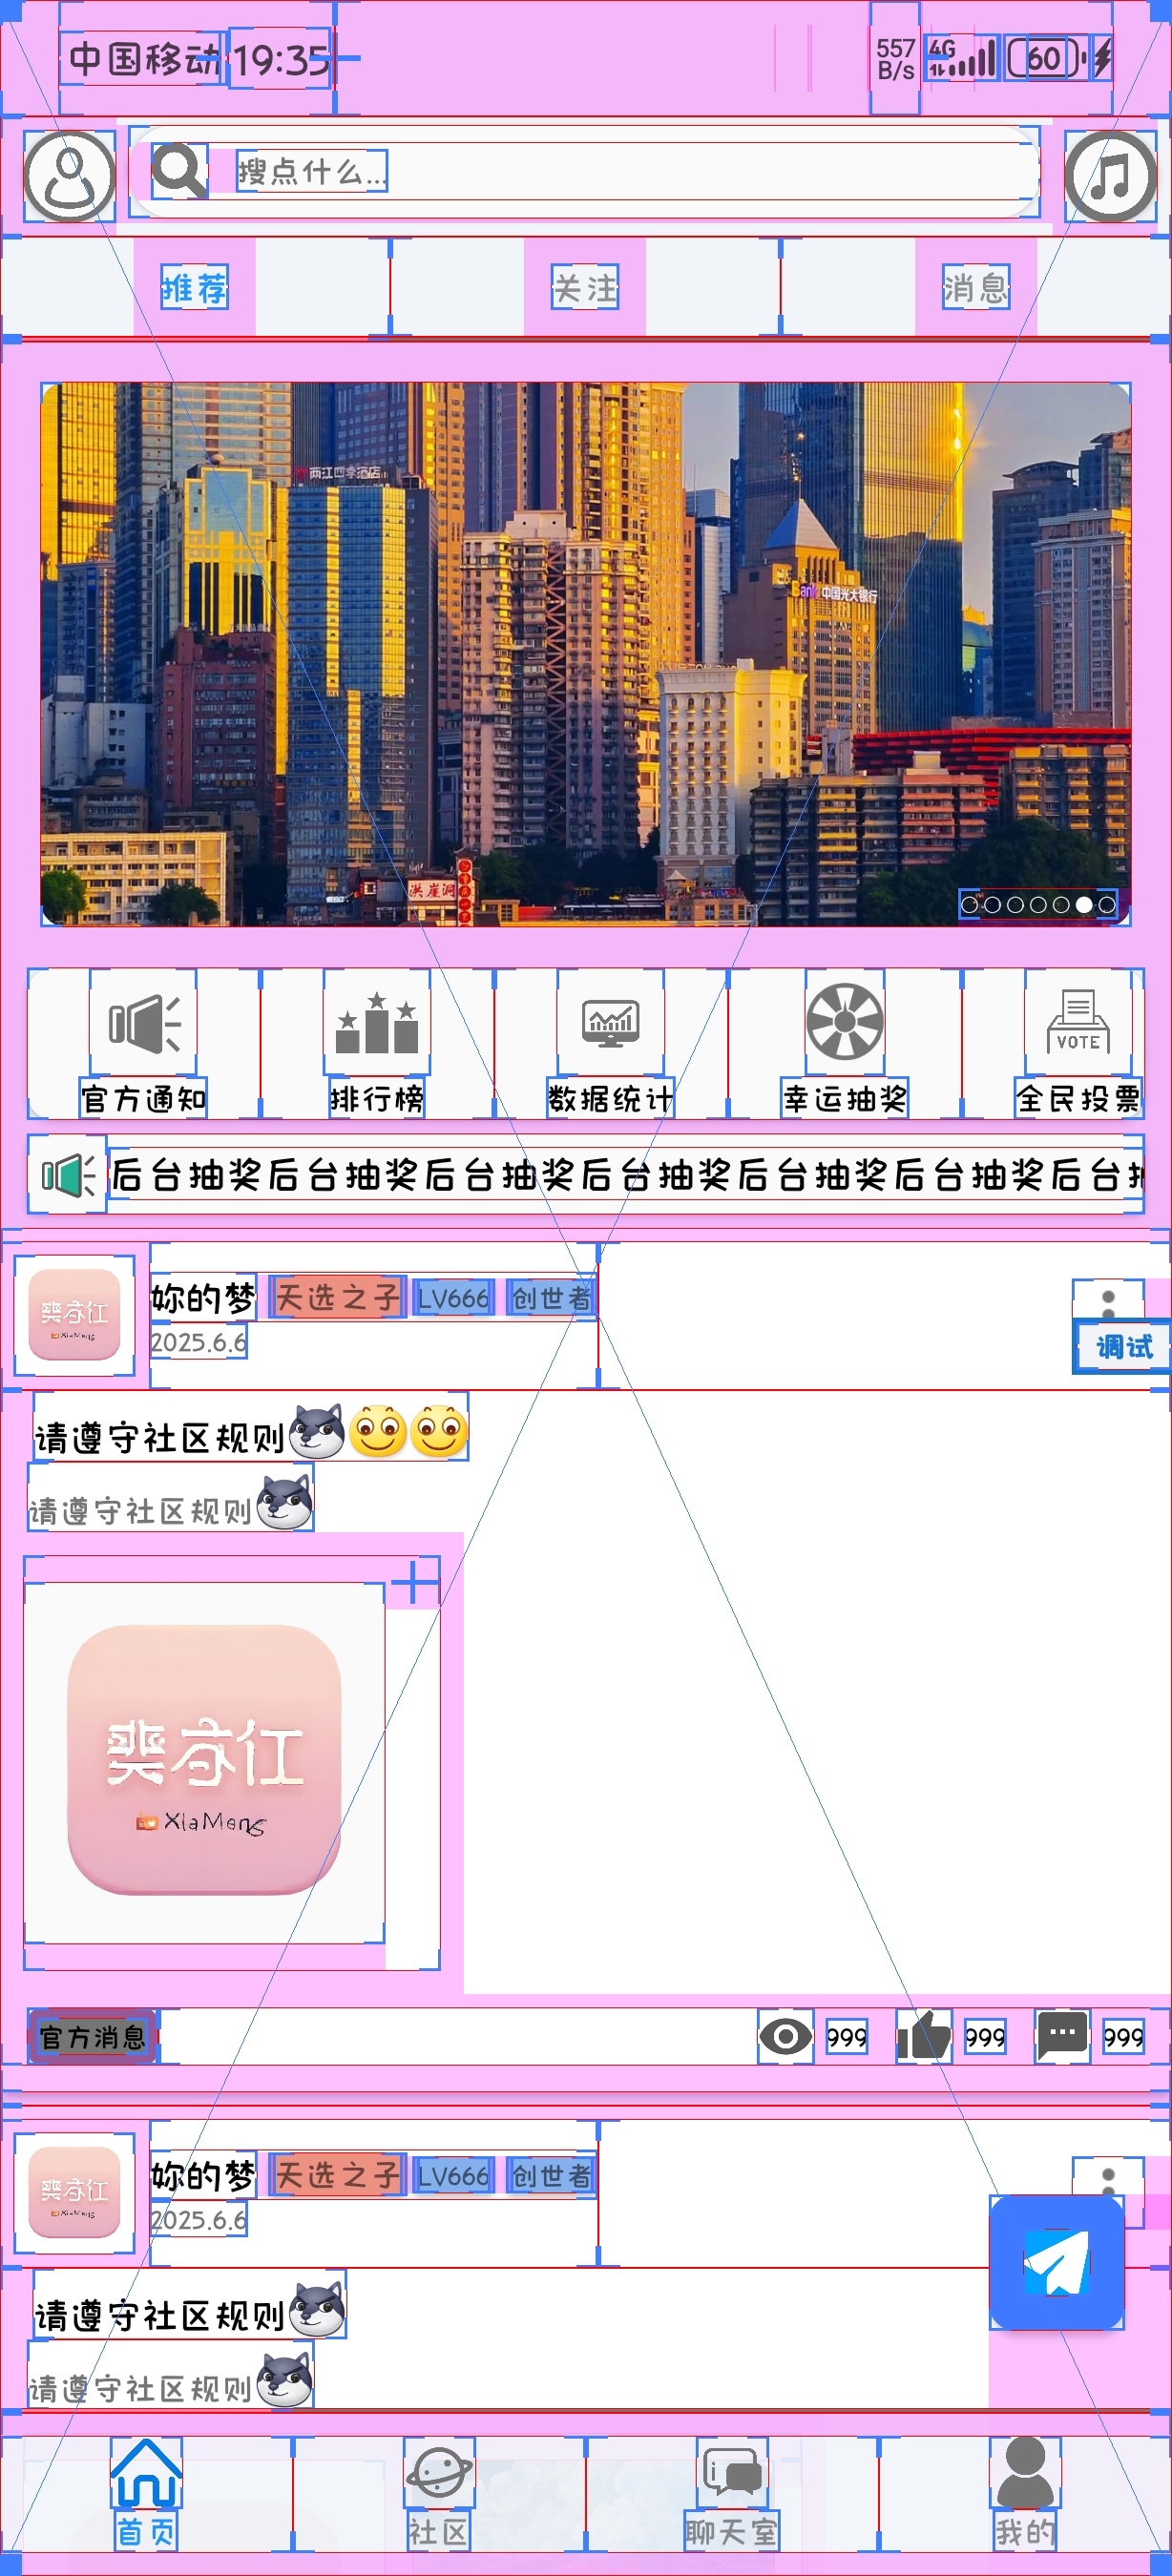 中国移动 19:35 557 B/s 4G 60
搜点什么...
推荐 关注 消息
两江四季酒店
Bank 中国光大银行
洪崖洞
VOTE
官方通知 排行榜 数据统计 幸运抽奖 全民投票
后台抽奖后台抽奖后台抽奖后台抽奖后台抽奖后台抽奖后台
妳的梦 天选之子 LV666 创世者
2025.6.6
调试
请遵守社区规则
请遵守社区规则
XiaMeng
官方消息 999 999 999
妳的梦 天选之子 LV666 创世者
2025.6.6
请遵守社区规则
请遵守社区规则
首页 社区 聊天室 我的